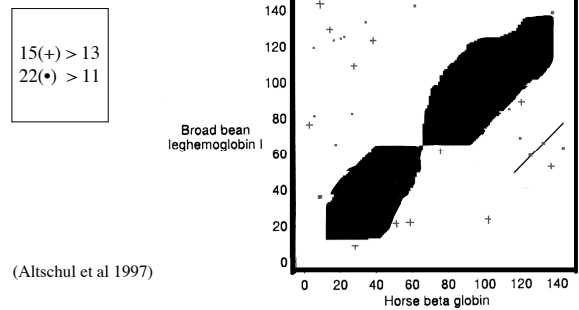 15(+) > 13
22(•) > 11
(Altschul et al 1997)
Broad bean
leghemoglobin I
140
120
100
80
60
40
20
0
0 20 40 60 80 100 120 140
Horse beta globin